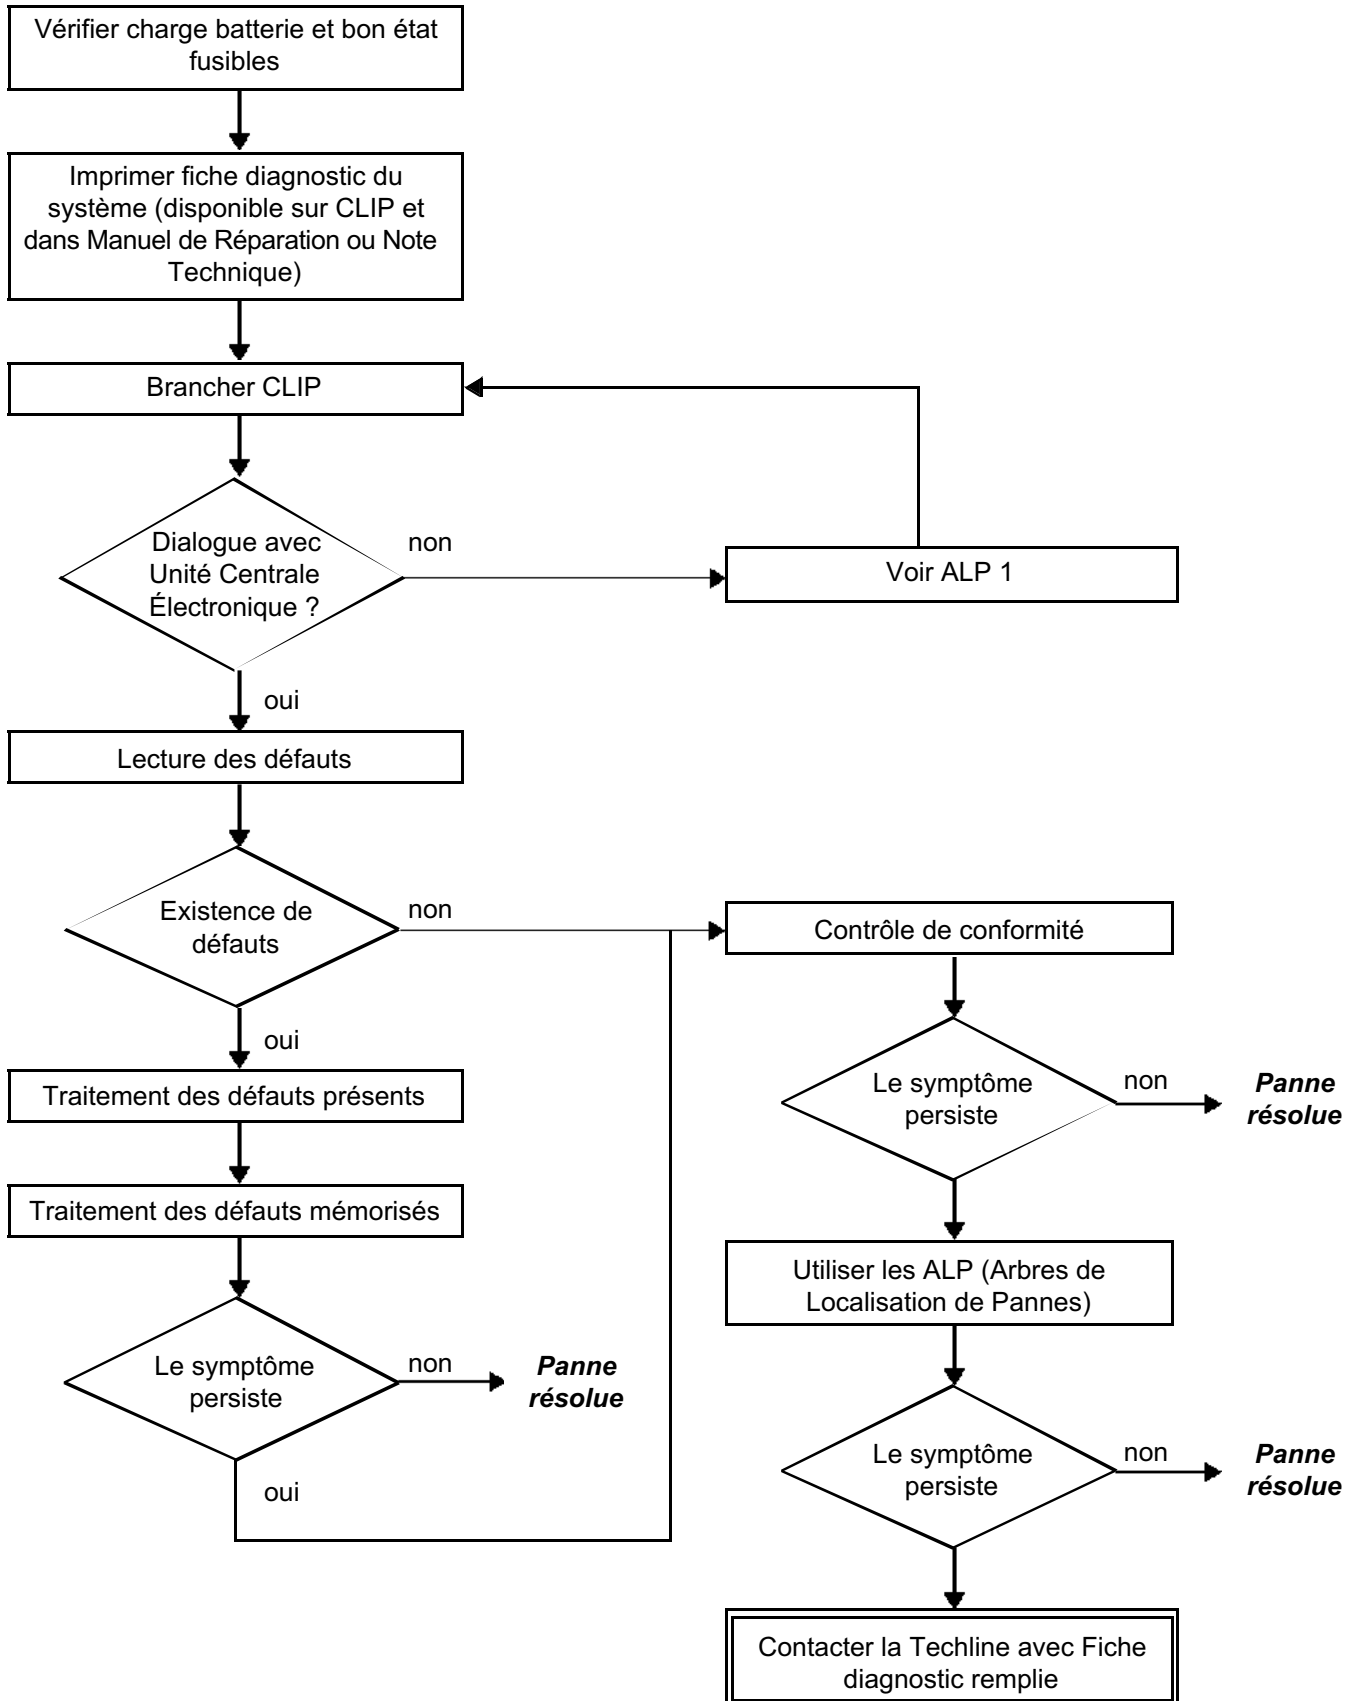 Vérifier charge batterie et bon état
fusibles
Imprimer fiche diagnostic du
système (disponible sur CLIP et
dans Manuel de Réparation ou Note
Technique)
Brancher CLIP
Dialogue avec
Unité Centrale
Électronique ?
non
Voir ALP 1
oui
Lecture des défauts
Existence de
défauts
non
Contrôle de conformité
oui
Traitement des défauts présents
Le symptôme
persiste
non
Panne
résolue
Traitement des défauts mémorisés
Utiliser les ALP (Arbres de
Localisation de Pannes)
Le symptôme
persiste
non
Panne
résolue
oui
Le symptôme
persiste
non
Panne
résolue
Contacter la Techline avec Fiche
diagnostic remplie